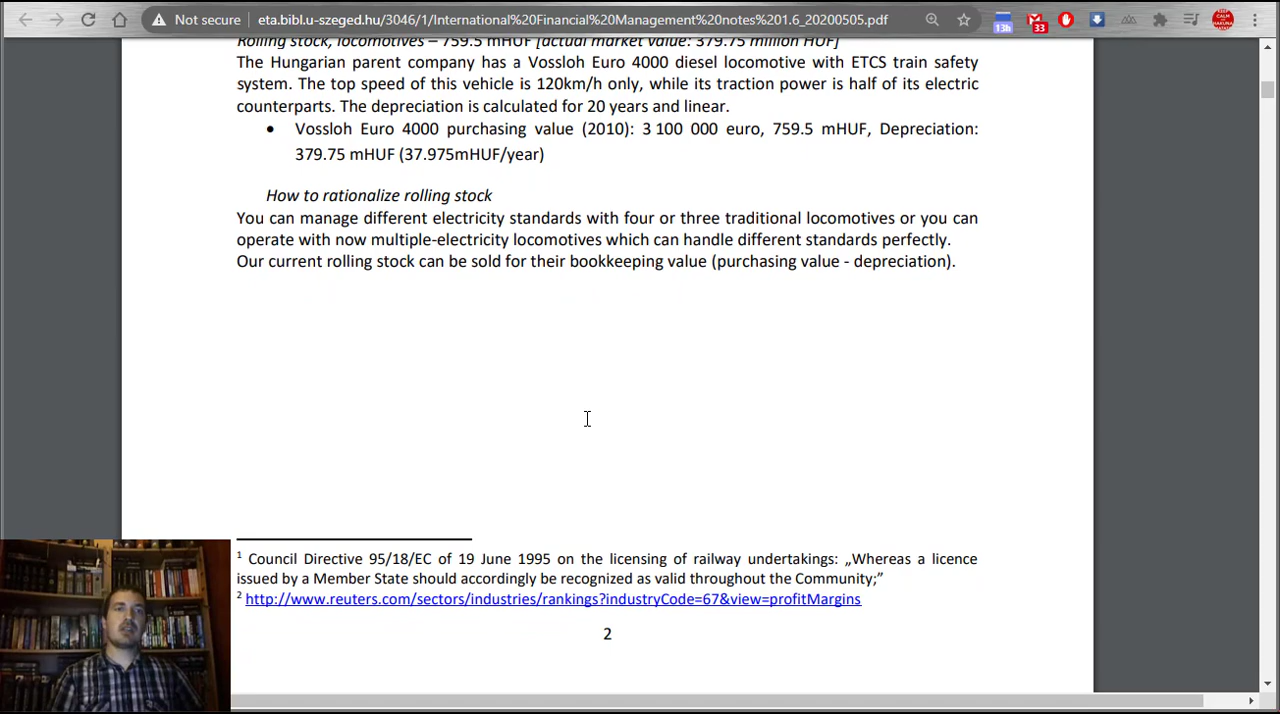 Not secure
eta.bibl.u-szeged.hu/3046/1/International%20Financial%20Management%20notes%201.6_20200505.pdf
13h
33
Rolling stock, locomotives – 759.5 mHUF [actual market value: 379.75 million HUF]
The Hungarian parent company has a Vossloh Euro 4000 diesel locomotive with ETCS train safety
system. The top speed of this vehicle is 120km/h only, while its traction power is half of its electric
counterparts. The depreciation is calculated for 20 years and linear.
• Vossloh Euro 4000 purchasing value (2010): 3 100 000 euro, 759.5 mHUF, Depreciation:
379.75 mHUF (37.975mHUF/year)
How to rationalize rolling stock
You can manage different electricity standards with four or three traditional locomotives or you can
operate with now multiple-electricity locomotives which can handle different standards perfectly.
Our current rolling stock can be sold for their bookkeeping value (purchasing value - depreciation).
1 Council Directive 95/18/EC of 19 June 1995 on the licensing of railway undertakings: „Whereas a licence
issued by a Member State should accordingly be recognized as valid throughout the Community;”
2 http://www.reuters.com/sectors/industries/rankings?industryCode=67&view=profitMargins
2